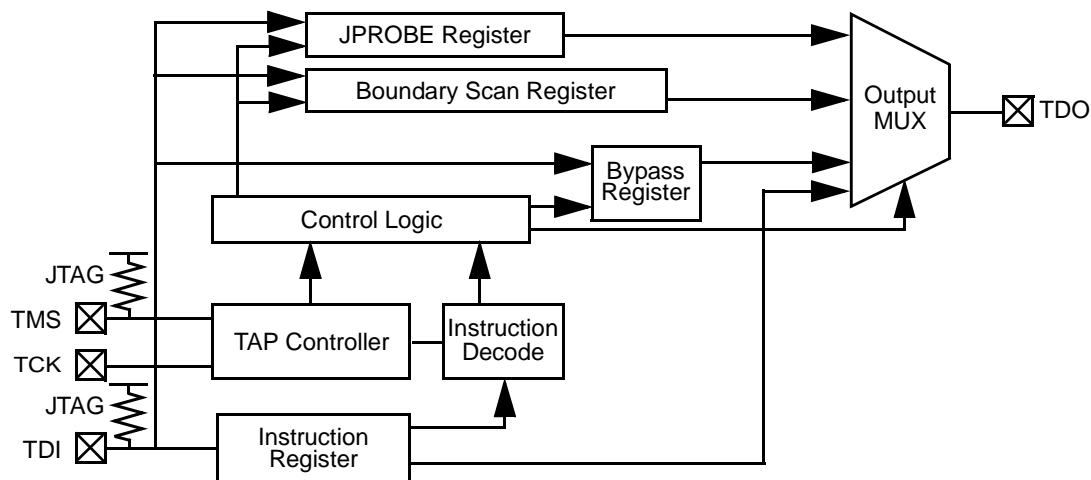 JPROBE Register
Boundary Scan Register
Output
MUX
TDO
Bypass
Register
Control Logic
JTAG
TMS
TAP Controller
Instruction
Decode
TCK
JTAG
TDI
Instruction
Register